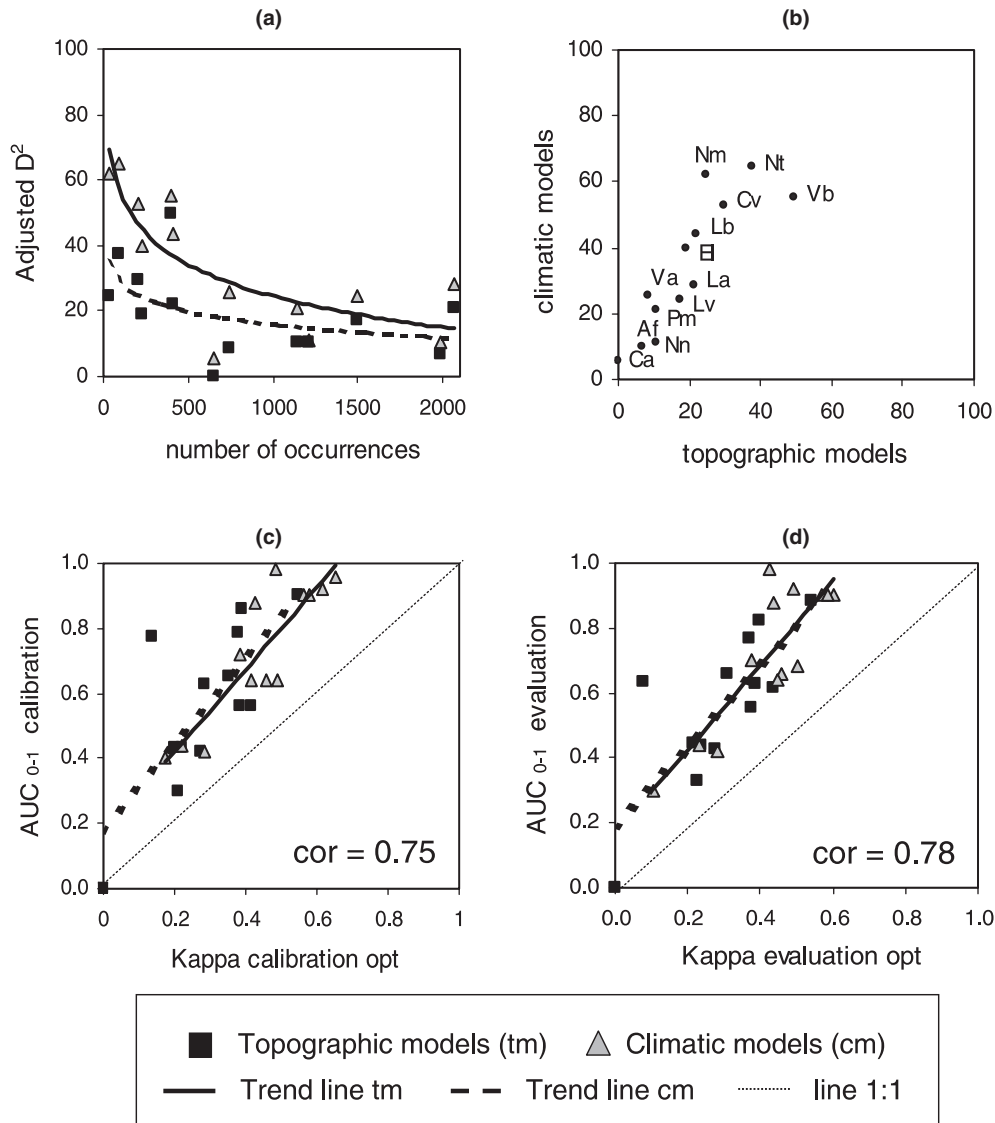 (a)
100
80
60
40
20
0
Adjusted D²
0 500 1000 1500 2000
number of occurrences
(b)
100
80
60
40
20
0
climatic models
Nm Nt
Cv Vb
Lb
Va La
Lv
Pm
Af
Nn
Ca
0 20 40 60 80 100
topographic models
(c)
1.0
0.8
0.6
0.4
0.2
0.0
AUC 0-1 calibration
cor = 0.75
0 0.2 0.4 0.6 0.8 1
Kappa calibration opt
(d)
1.0
0.8
0.6
0.4
0.2
0.0
AUC 0-1 evaluation
cor = 0.78
0.0 0.2 0.4 0.6 0.8 1.0
Kappa evaluation opt
Topographic models (tm) Climatic models (cm)
Trend line tm Trend line cm line 1:1